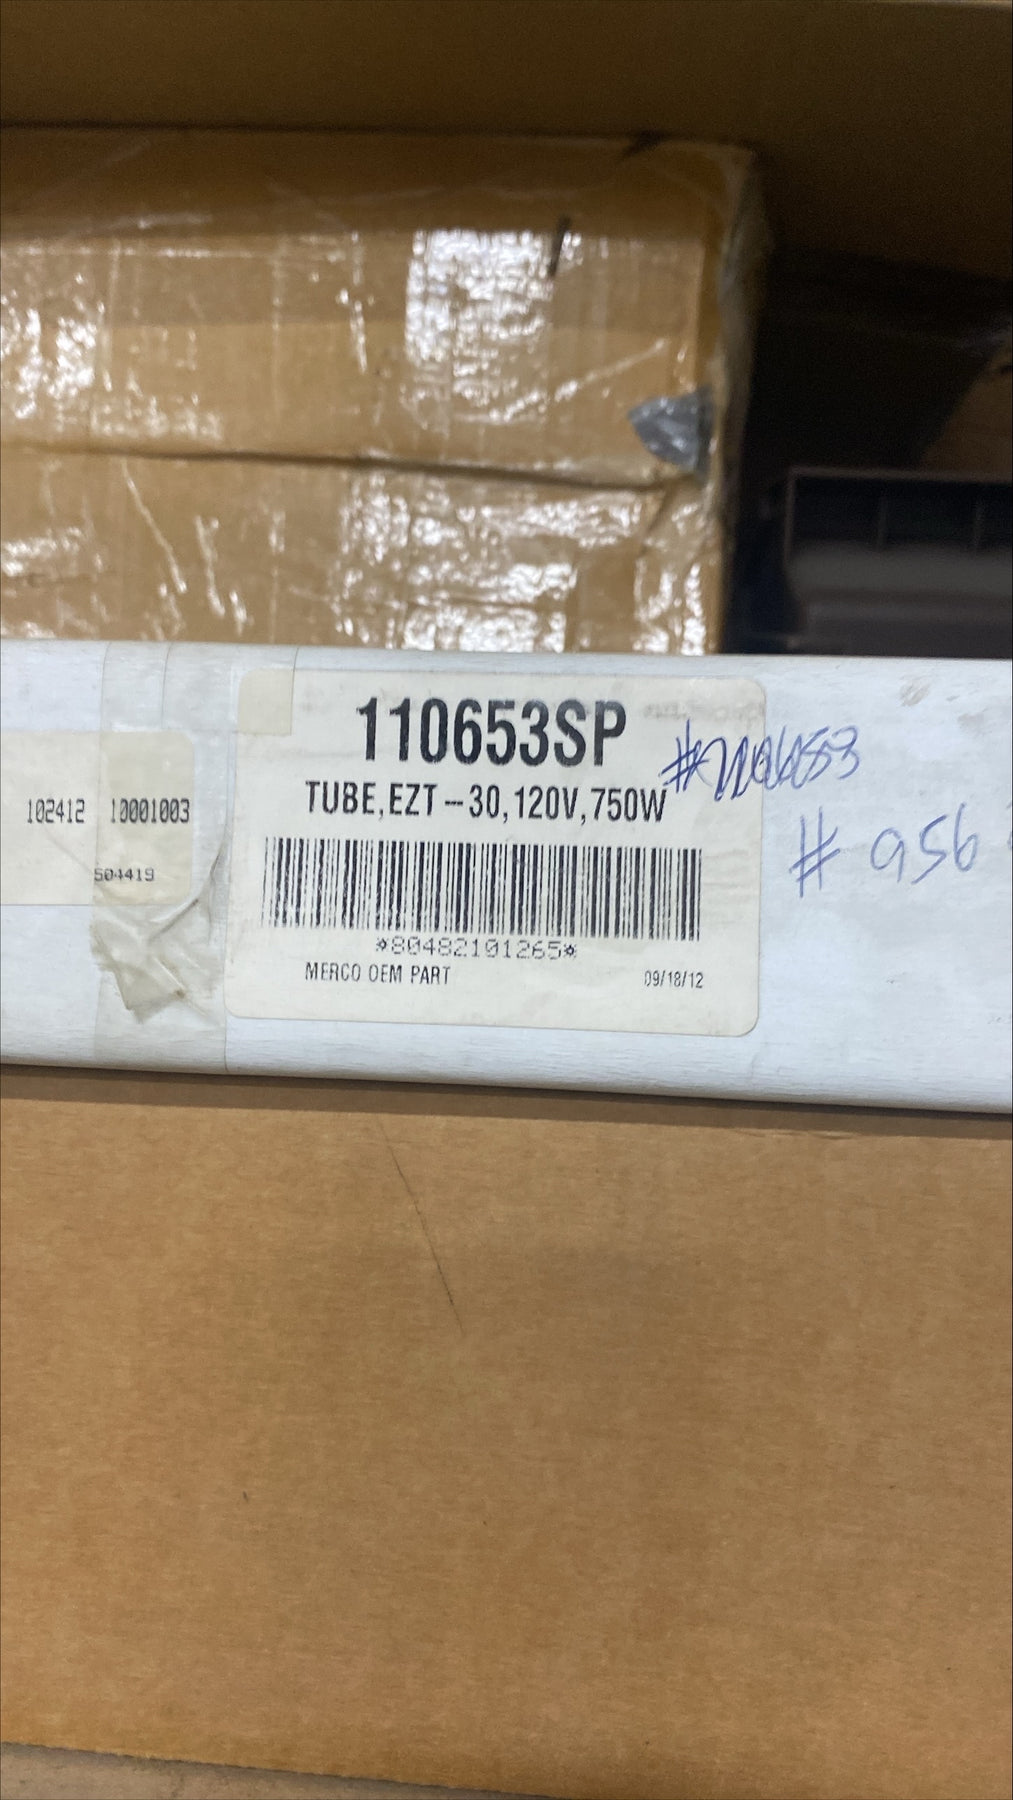 110653SP
TUBE,EZT-30,120V,750W
*80482101265*
MERCO OEM PART 09/18/12
102412 10001003
504419
# 956